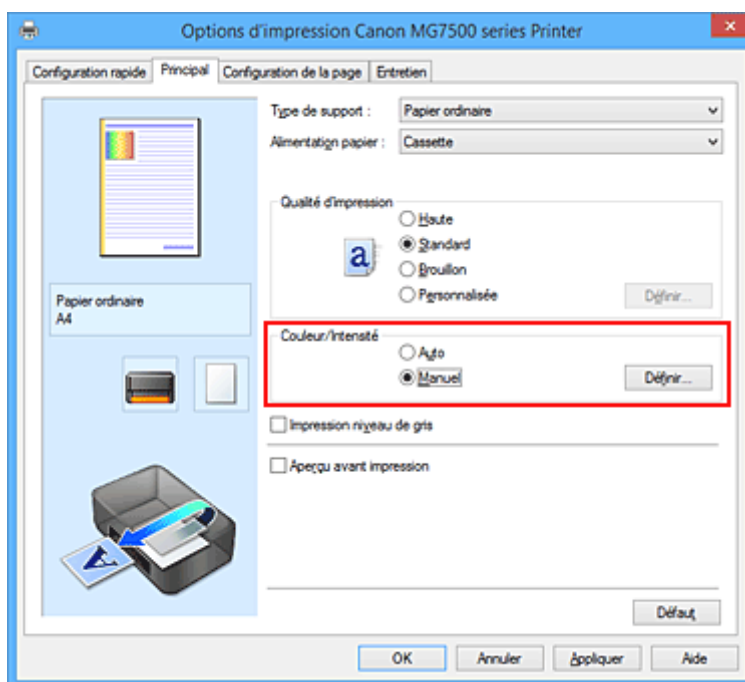 Options d'impression Canon MG7500 series Printer
Configuration rapide Principal Configuration de la page Entretien
Type de support : Papier ordinaire
Alimentation papier : Cassette
Qualité d'impression
Haute
a Standard
Brouillon
Personnalisée Définir...
Papier ordinaire
A4
Couleur/Intensité
Auto
Manuel Définir...
Impression niveau de gris
Aperçu avant impression
A
Défaut
OK Annuler Appliquer Aide